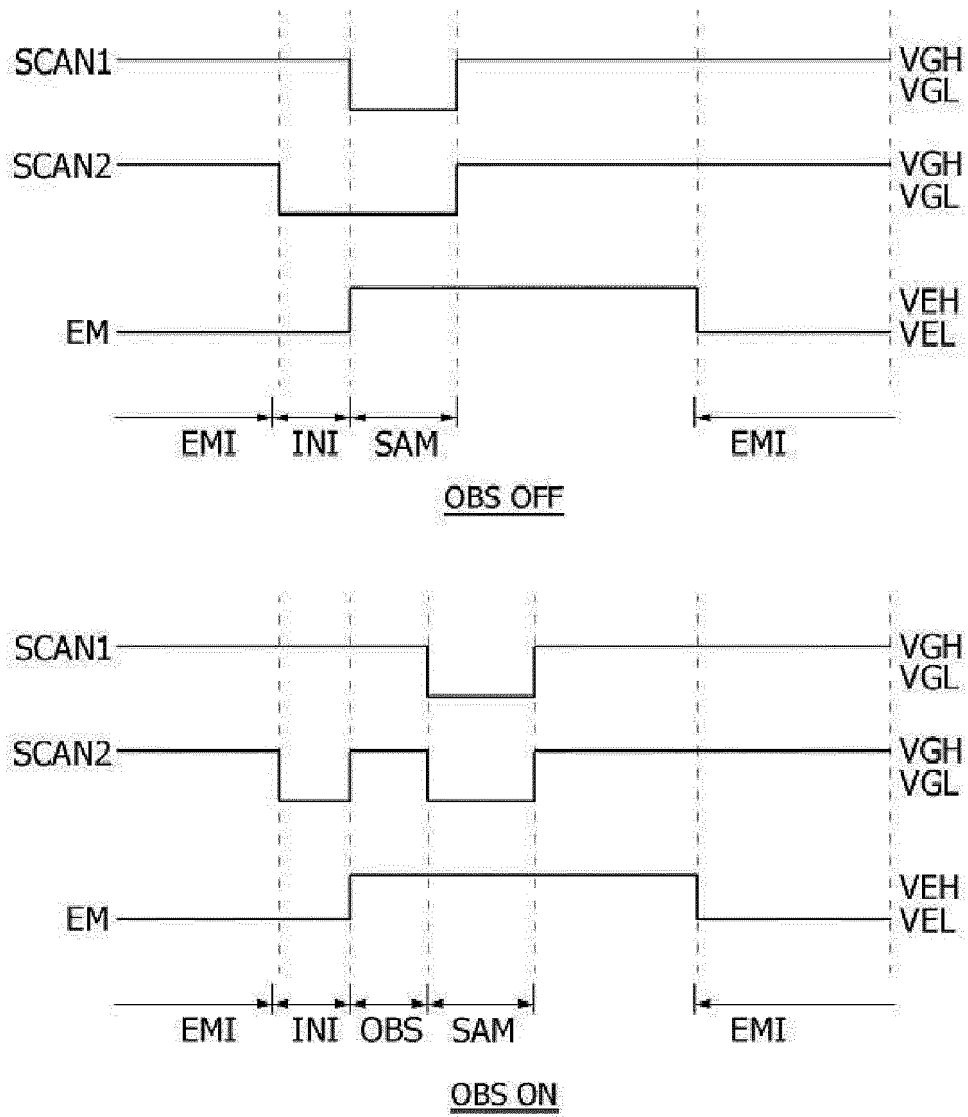 SCAN1 VGH
VGL
SCAN2 VGH
VGL
VEH
EM VEL
EMI INI SAM EMI
OBS OFF
SCAN1 VGH
VGL
SCAN2 VGH
VGL
VEH
EM VEL
EMI INI OBS SAM EMI
OBS ON